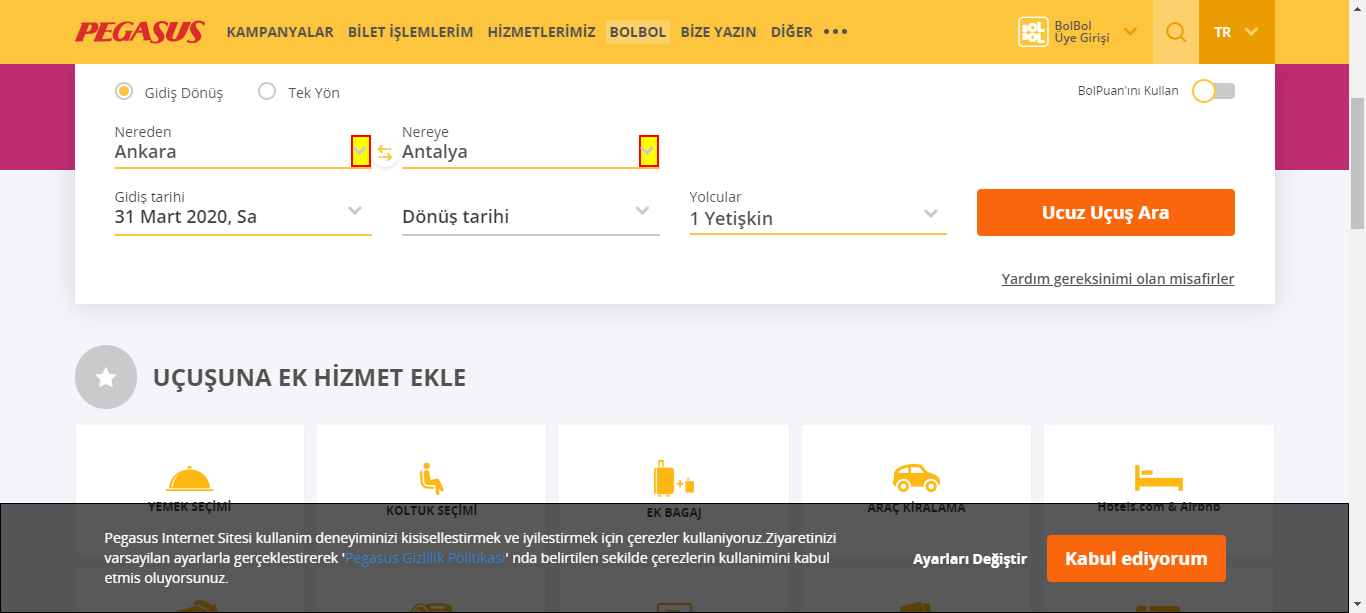 PEGASUS
KAMPANYALAR BİLET İŞLEMLERİM HİZMETLERİMİZ BOLBOL BİZE YAZIN DİĞER •••
BOL
BOL
BolBol
Üye Girişi
TR
Gidiş Dönüş
Tek Yön
BolPuan'ını Kullan
Nereden
Ankara
Nereye
Antalya
Gidiş tarihi
31 Mart 2020, Sa
Dönüş tarihi
Yolcular
1 Yetişkin
Ucuz Uçuş Ara
Yardım gereksinimi olan misafirler
UÇUŞUNA EK HİZMET EKLE
YEMEK SEÇİMİ
KOLTUK SEÇİMİ
EK BAGAJ
ARAÇ KİRALAMA
Hotels.com & Airbnb
Pegasus Internet Sitesi kullanim deneyiminizi kisisellestirmek ve iyilestirmek için çerezler kullaniyoruz.Ziyaretinizi
varsayilan ayarlarla gerçeklestirerek 'Pegasus Gizlilik Politikasi' nda belirtilen sekilde çerezlerin kullanimini kabul
etmis oluyorsunuz.
Ayarları Değiştir
Kabul ediyorum